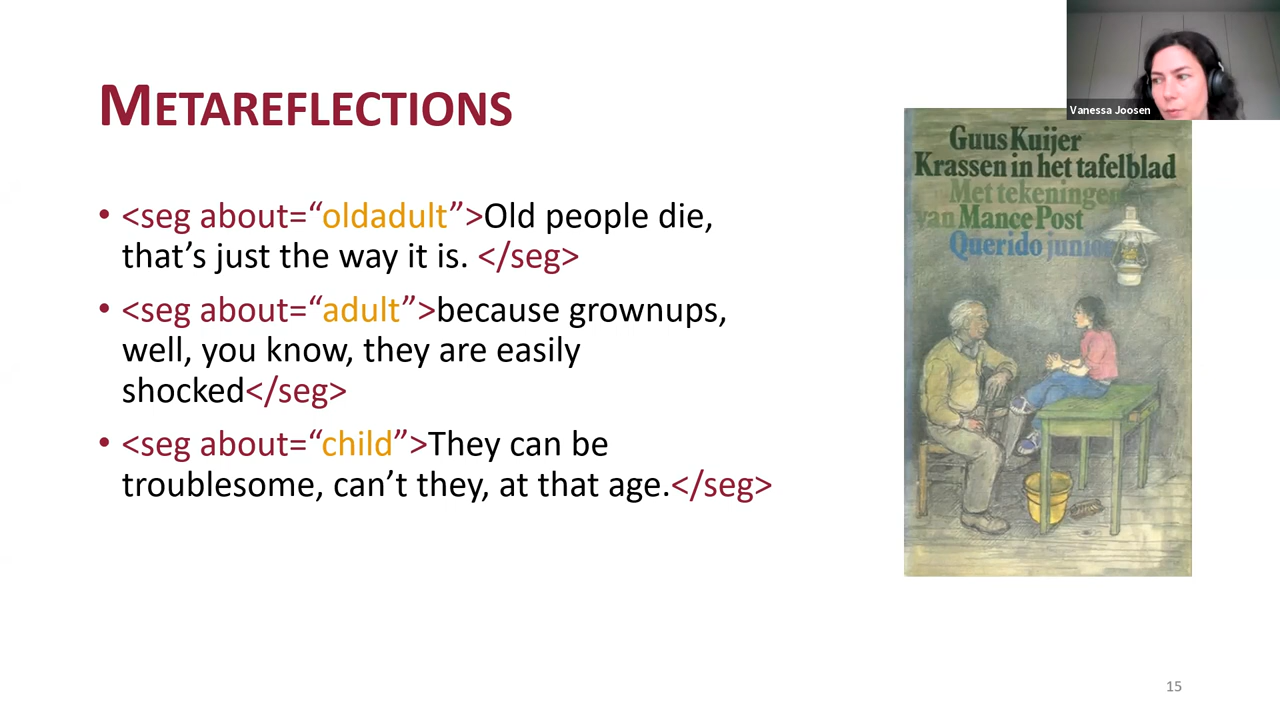 METAREFLECTIONS
• <seg about=“oldadult”>Old people die,
that’s just the way it is. </seg>
• <seg about=“adult”>because grownups,
well, you know, they are easily
shocked</seg>
• <seg about=“child”>They can be
troublesome, can’t they, at that age.</seg>
Vanessa Joosen
Guus Kuijer
Krassen in het tafelblad
Met tekeningen
van Mance Post
Querido junior
15